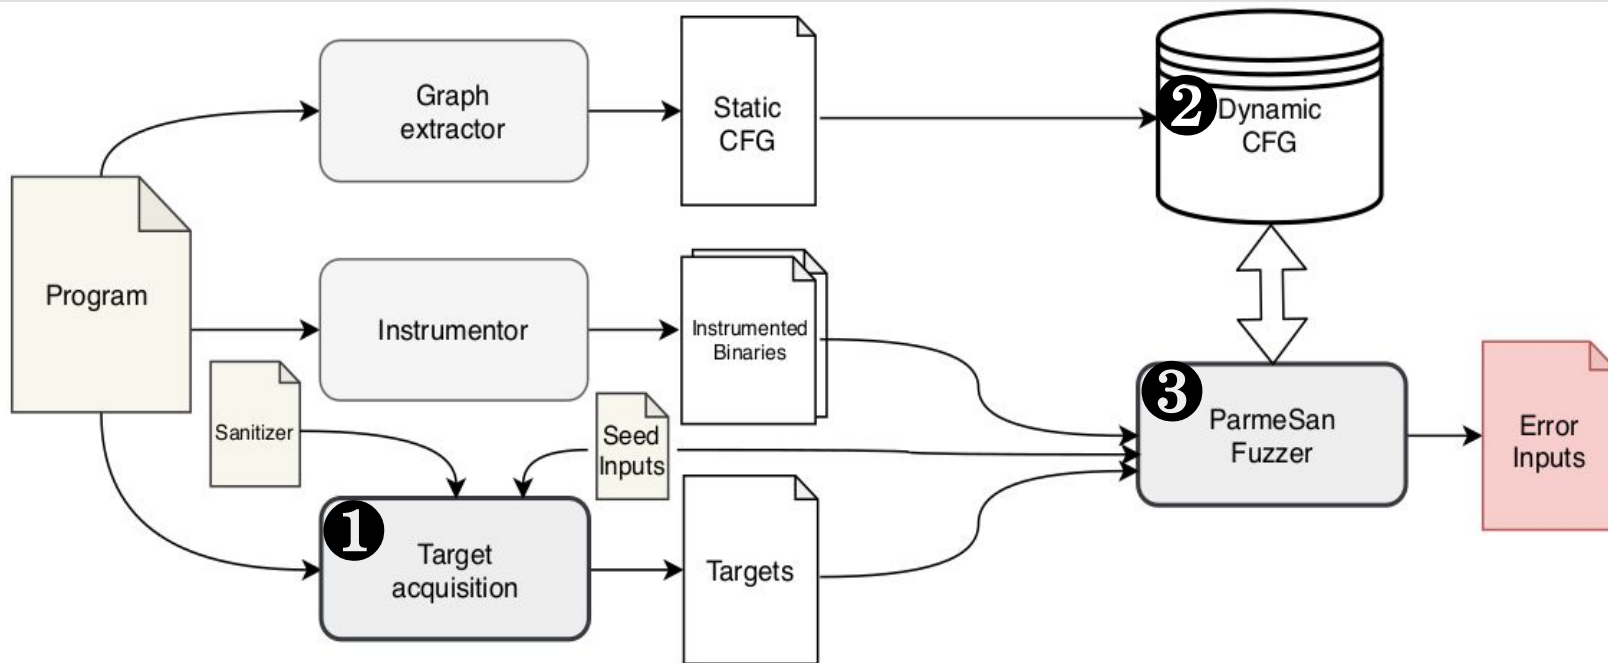 Graph
extractor
Static
CFG
2
Dynamic
CFG
Program
Instrumentor
Instrumented
Binaries
Sanitizer
Seed
Inputs
3
ParmeSan
Fuzzer
Error
Inputs
1
Target
acquisition
Targets